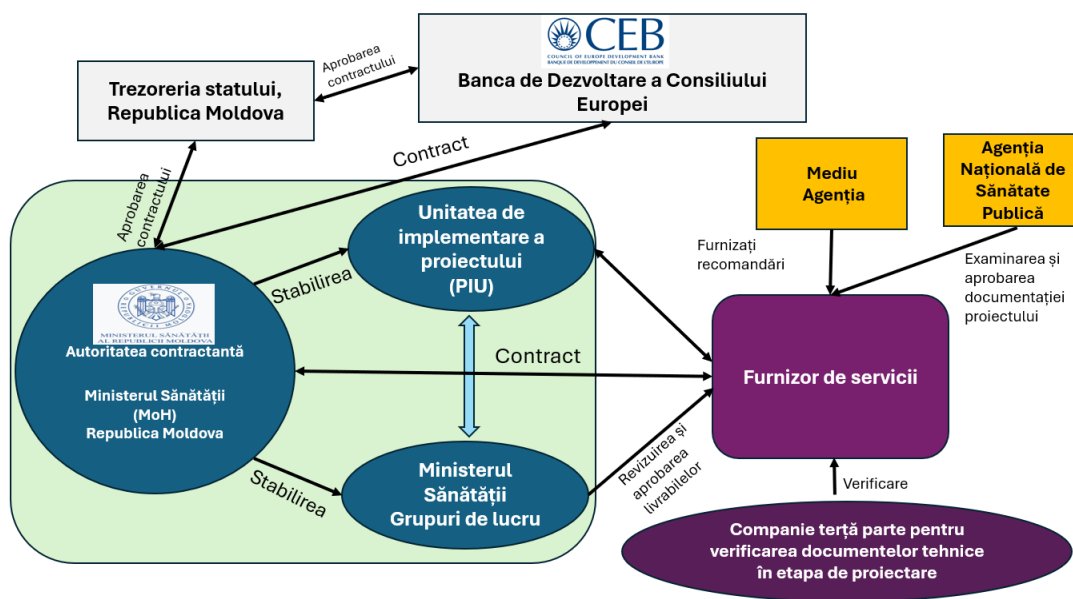 CEB
COUNCIL OF EUROPE DEVELOPMENT BANK
BANQUE DE DEVELOPPEMENT DU CONSEIL DE L'EUROPE
Banca de Dezvoltare a Consiliului
Europei
Trezoreria statului,
Republica Moldova
Aprobarea
contractului
Aprobarea
contractului
Contract
Mediu
Agenția
Agenția
Națională de
Sănătate
Publică
Unitatea de
implementare a
proiectului
(PIU)
Stabilirea
Furnizați
recomandări
Examinarea și
aprobarea
documentației
proiectului
MINISTERUL SĂNĂTĂȚII
AL REPUBLICII MOLDOVA
Autoritatea contractantă
Ministerul Sănătății
(MoH)
Republica Moldova
Contract
Furnizor de servicii
Stabilirea
Ministerul
Sănătății
Grupuri de lucru
Revizuirea și
aprobarea
livrabilelor
Verificare
Companie terță parte pentru
verificarea documentelor tehnice
în etapa de proiectare